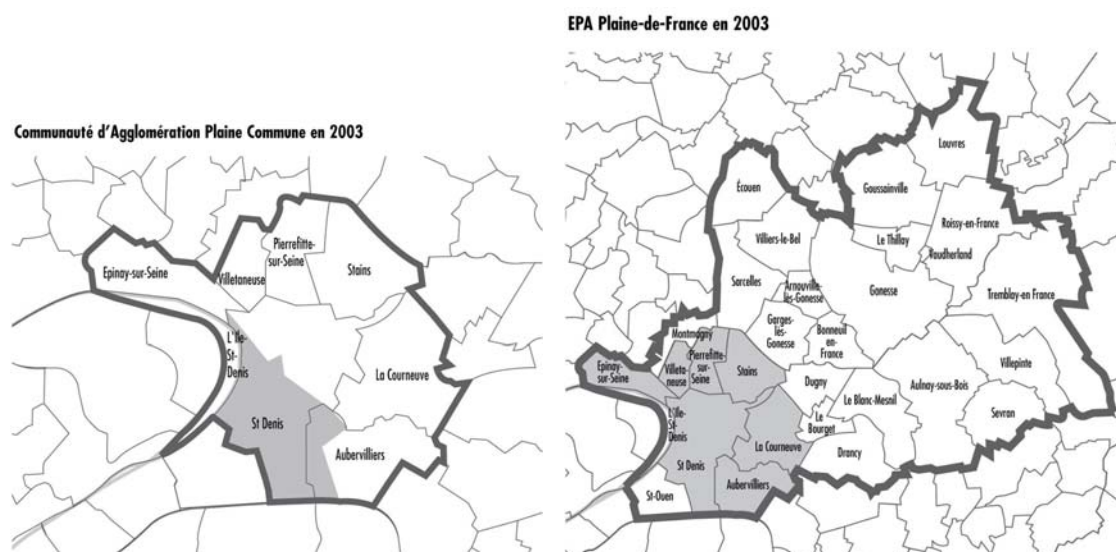 EPA Plaine-de-France en 2003
Communauté d'Agglomération Plaine Commune en 2003
Epinay-sur-Seine
Villetaneuse
Pierrefitte-
sur-Seine
Stains
L'Ile-
St-
Denis
La Courneuve
St Denis
Aubervilliers
Louvres
Écouen
Goussainville
Roissy-en-France
Villiers-le-Bel
Le Thillay
Vaudherland
Sarcelles
Arnouville-
lès-Gonesse
Gonesse
Tremblay-en France
Garges-
lès-
Gonesse
Bonneuil
en-
France
Montmagny
Epinay-
sur-Seine
Villeta-
neuse
Pierrefitte-
sur-
Seine
Stains
Dugny
Aulnay-sous-Bois
Villepinte
Le Blanc-Mesnil
L'Ile-
St-
Denis
Le
Bourget
Sevran
La Courneuve
Drancy
St Denis
Aubervilliers
St-Ouen